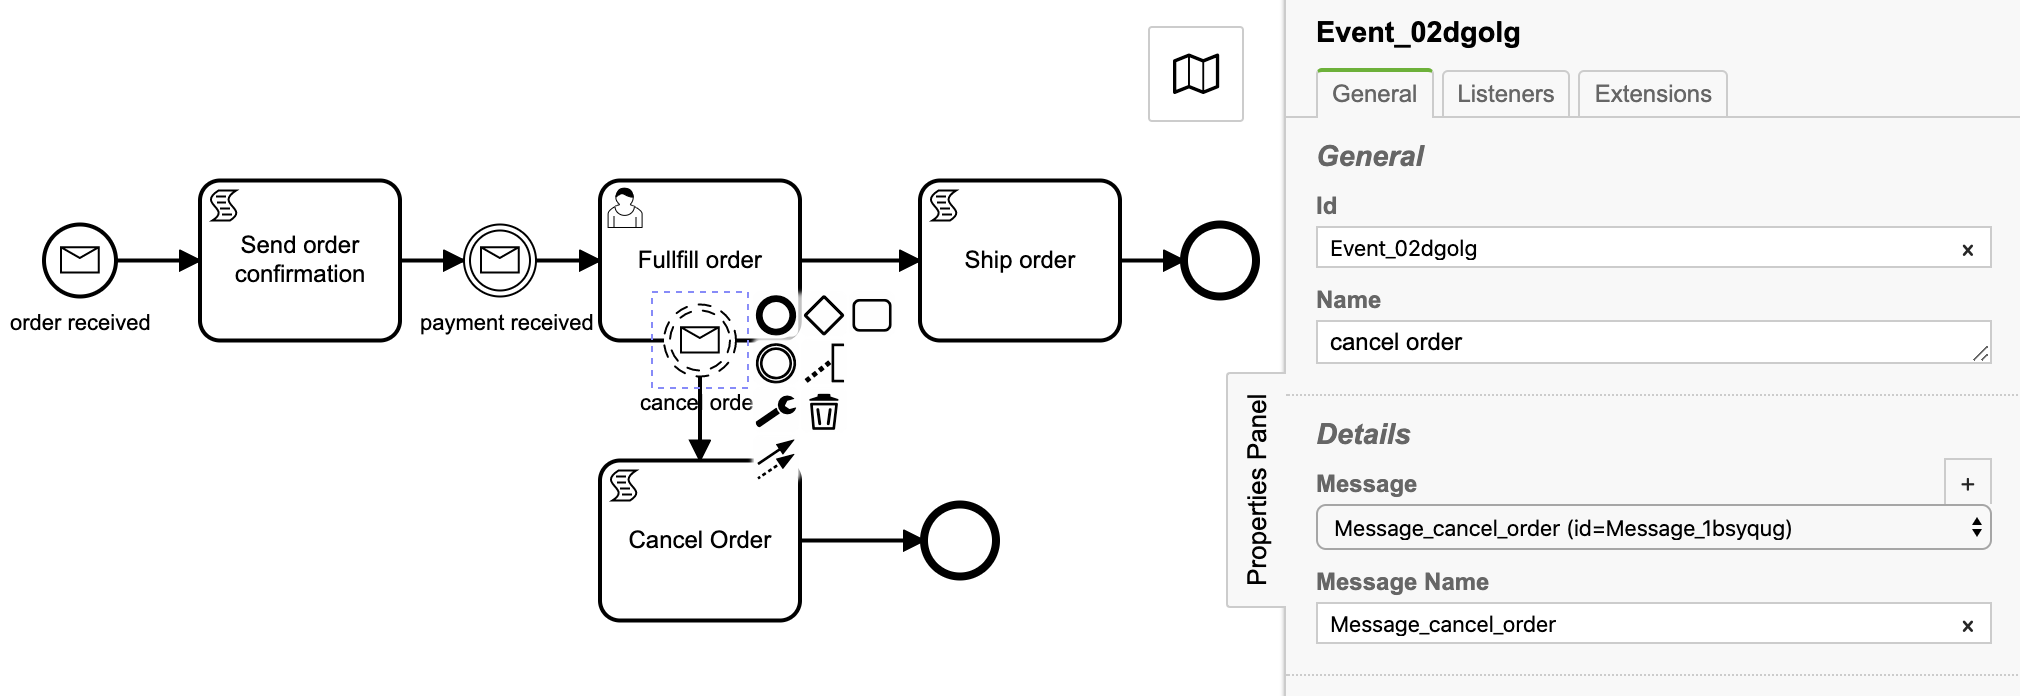 order received
Send order
confirmation
payment received
Fullfill order
Ship order
cancel orde
Cancel Order
Properties Panel
Event_02dgolg
General
Listeners
Extensions
General
Id
Event_02dgolg
x
Name
cancel order
Details
Message
+
Message_cancel_order (id=Message_1bsyqug)
Message Name
Message_cancel_order
x